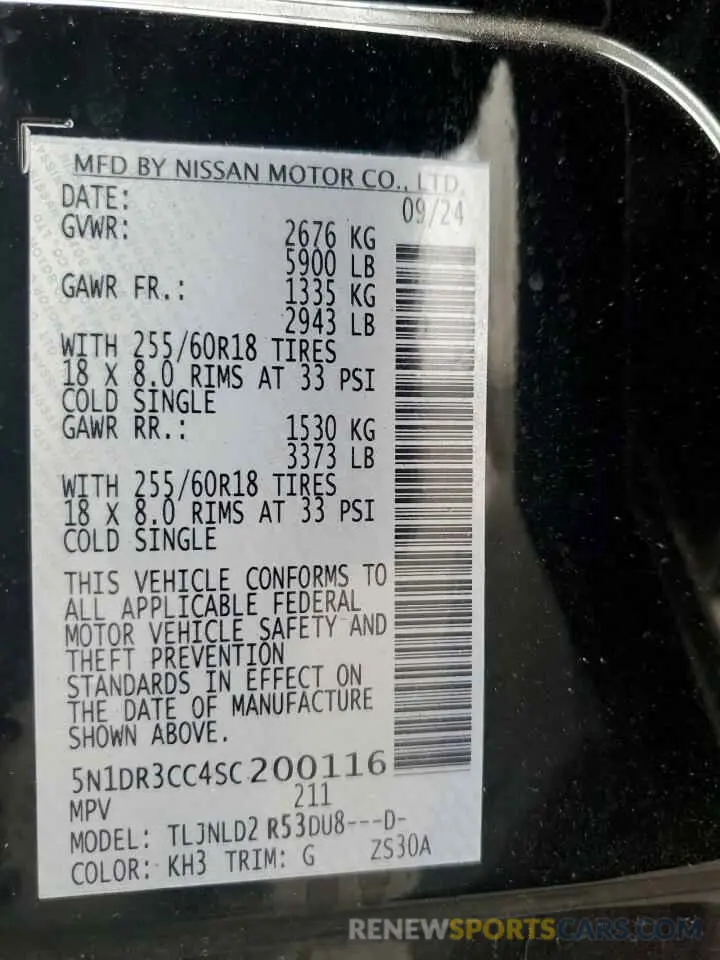 MFD BY NISSAN MOTOR CO., LTD.
DATE: 09/24
GVWR: 2676 KG
5900 LB
GAWR FR.: 1335 KG
2943 LB
WITH 255/60R18 TIRES
18 X 8.0 RIMS AT 33 PSI
COLD SINGLE
GAWR RR.: 1530 KG
3373 LB
WITH 255/60R18 TIRES
18 X 8.0 RIMS AT 33 PSI
COLD SINGLE
THIS VEHICLE CONFORMS TO
ALL APPLICABLE FEDERAL
MOTOR VEHICLE SAFETY AND
THEFT PREVENTION
STANDARDS IN EFFECT ON
THE DATE OF MANUFACTURE
SHOWN ABOVE.
5N1DR3CC4SC200116
MPV 211
MODEL: TLJNLD2 R53DU8---D-
COLOR: KH3 TRIM: G ZS30A
RENEWSPORTSCARS.COM